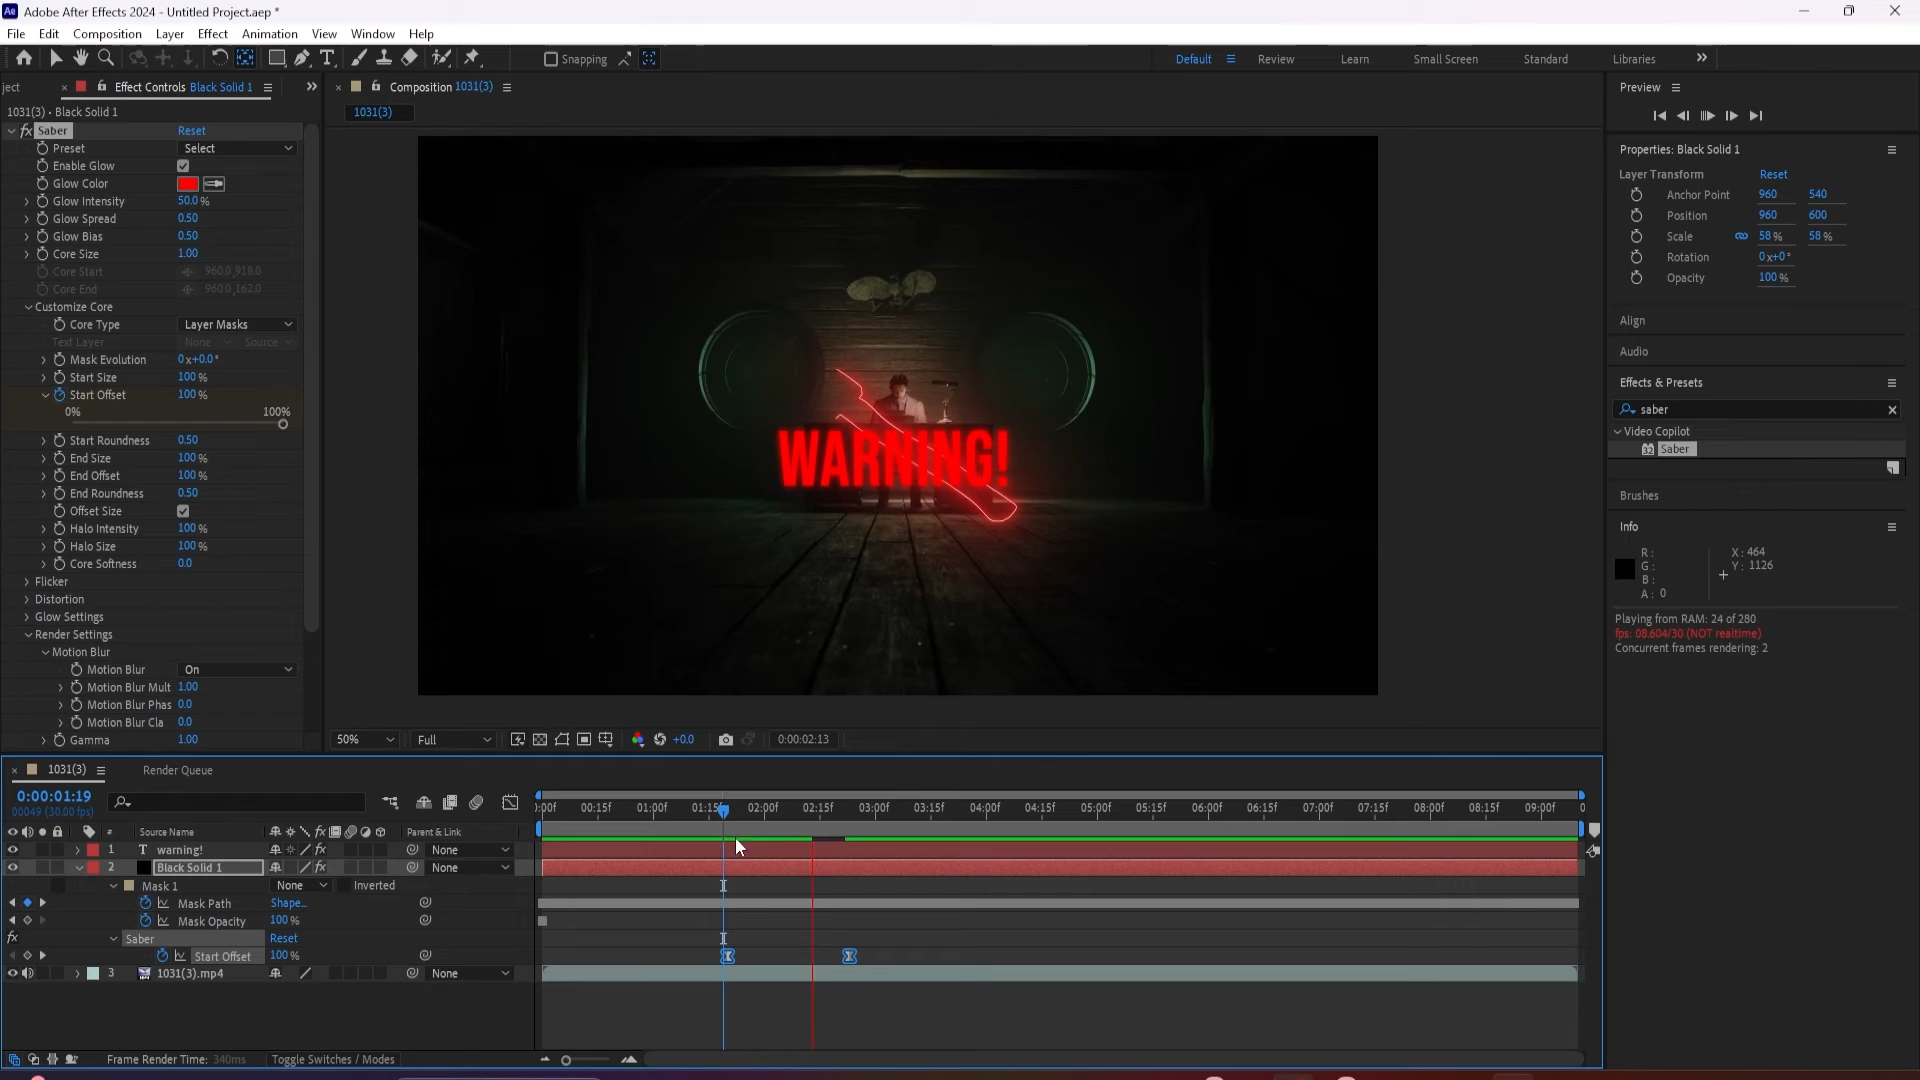 Ae Adobe After Effects 2024 - Untitled Project.aep *
File Edit Composition Layer Effect Animation View Window Help
Snapping
Default Review Learn Small Screen Standard Libraries
ject
Effect Controls Black Solid 1
1031(3) • Black Solid 1
fx Saber Reset
Preset Select
Enable Glow
Glow Color
Glow Intensity 50.0 %
Glow Spread 0.50
Glow Bias 0.50
Core Size 1.00
Core Start 960.0,918.0
Core End 960.0,162.0
Customize Core
Core Type Layer Masks
Text Layer None Source
Mask Evolution 0x+0.0°
Start Size 100 %
Start Offset 100 %
0% 100%
Start Roundness 0.50
End Size 100 %
End Offset 100 %
End Roundness 0.50
Offset Size
Halo Intensity 100 %
Halo Size 100 %
Core Softness 0.0
Flicker
Distortion
Glow Settings
Render Settings
Motion Blur
Motion Blur On
Motion Blur Mult 1.00
Motion Blur Phas 0.0
Motion Blur Cla 0.0
Gamma 1.00
Composition 1031(3)
1031(3)
WARNING!
50% Full +0.0 0:00:02:13
Preview
Properties: Black Solid 1
Layer Transform Reset
Anchor Point 960 540
Position 960 600
Scale 58 % 58 %
Rotation 0x+0°
Opacity 100 %
Align
Audio
Effects & Presets
saber
Video Copilot
32 Saber
Brushes
Info
R: X: 464
G: Y: 1126
B:
A: 0
Playing from RAM: 24 of 280
fps: 08.604/30 (NOT realtime)
Concurrent frames rendering: 2
1031(3) Render Queue
0:00:01:19
00049 (30.00 fps)
:00f 00:15f 01:00f 01:15f 02:00f 02:15f 03:00f 03:15f 04:00f 04:15f 05:00f 05:15f 06:00f 06:15f 07:00f 07:15f 08:00f 08:15f 09:00f 0
# Source Name fx Parent & Link
1 T warning! fx None
2 Black Solid 1 fx None
Mask 1 None Inverted
Mask Path Shape...
Mask Opacity 100 %
fx Saber Reset
Start Offset 100 %
3 1031(3).mp4 None
Frame Render Time: 340ms Toggle Switches / Modes